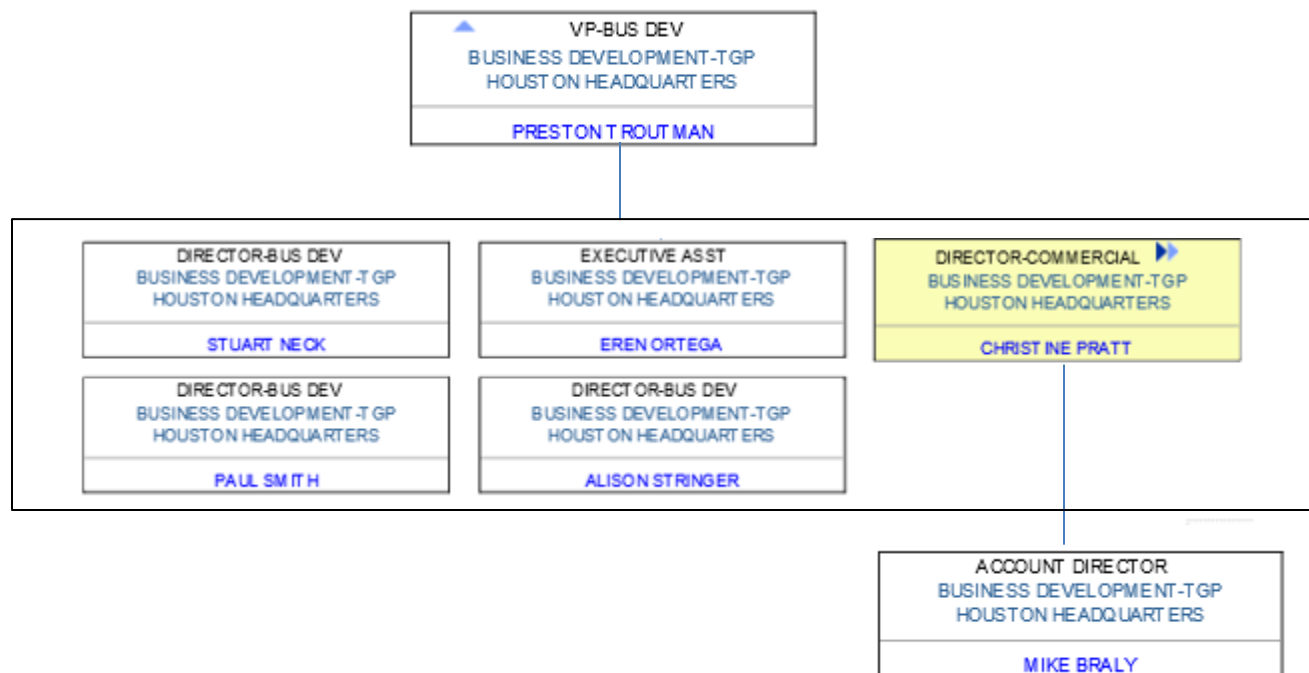 VP-BUS DEV
BUSINESS DEVELOPMENT-TGP
HOUSTON HEADQUARTERS
PRESTON TROUTMAN
DIRECTOR-BUS DEV
BUSINESS DEVELOPMENT-TGP
HOUSTON HEADQUARTERS
STUART NECK
EXECUTIVE ASST
BUSINESS DEVELOPMENT-TGP
HOUSTON HEADQUARTERS
EREN ORTEGA
DIRECTOR-COMMERCIAL
BUSINESS DEVELOPMENT-TGP
HOUSTON HEADQUARTERS
CHRISTINE PRATT
DIRECTOR-BUS DEV
BUSINESS DEVELOPMENT-TGP
HOUSTON HEADQUARTERS
PAUL SMITH
DIRECTOR-BUS DEV
BUSINESS DEVELOPMENT-TGP
HOUSTON HEADQUARTERS
ALISON STRINGER
ACCOUNT DIRECTOR
BUSINESS DEVELOPMENT-TGP
HOUSTON HEADQUARTERS
MIKE BRALY